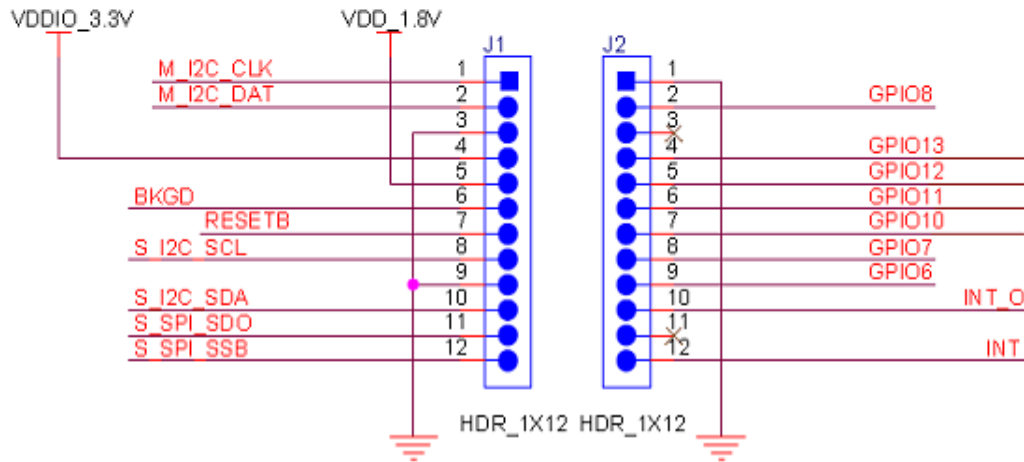 VDDIO_3.3V VDD_1.8V
J1 J2
M_I2C_CLK 1 1
M_I2C_DAT 2 2 GPIO8
3 3
4 4 GPIO13
5 5 GPIO12
BKGD 6 6 GPIO11
RESETB 7 7 GPIO10
S_I2C_SCL 8 8 GPIO7
9 9 GPIO6
S_I2C_SDA 10 10 INT_O
S_SPI_SDO 11 11
S_SPI_SSB 12 12 INT
HDR_1X12 HDR_1X12